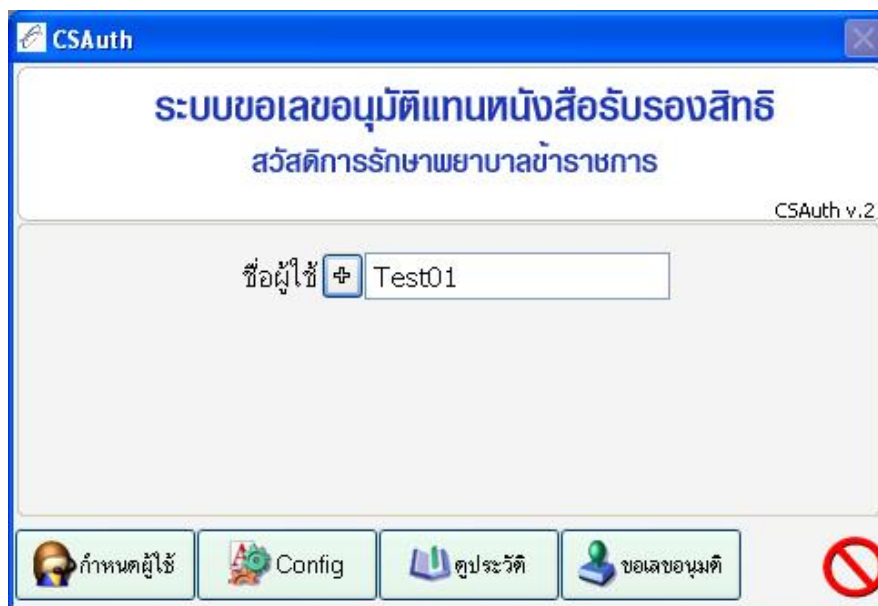 CSAuth
ระบบขอเลขอนุมัติแทนหนังสือรับรองสิทธิ
สวัสดิการรักษาพยาบาลข้าราชการ
CSAuth v.2
ชื่อผู้ใช้ Test01
กำหนดผู้ใช้ Config ดูประวัติ ขอเลขอนุมติ